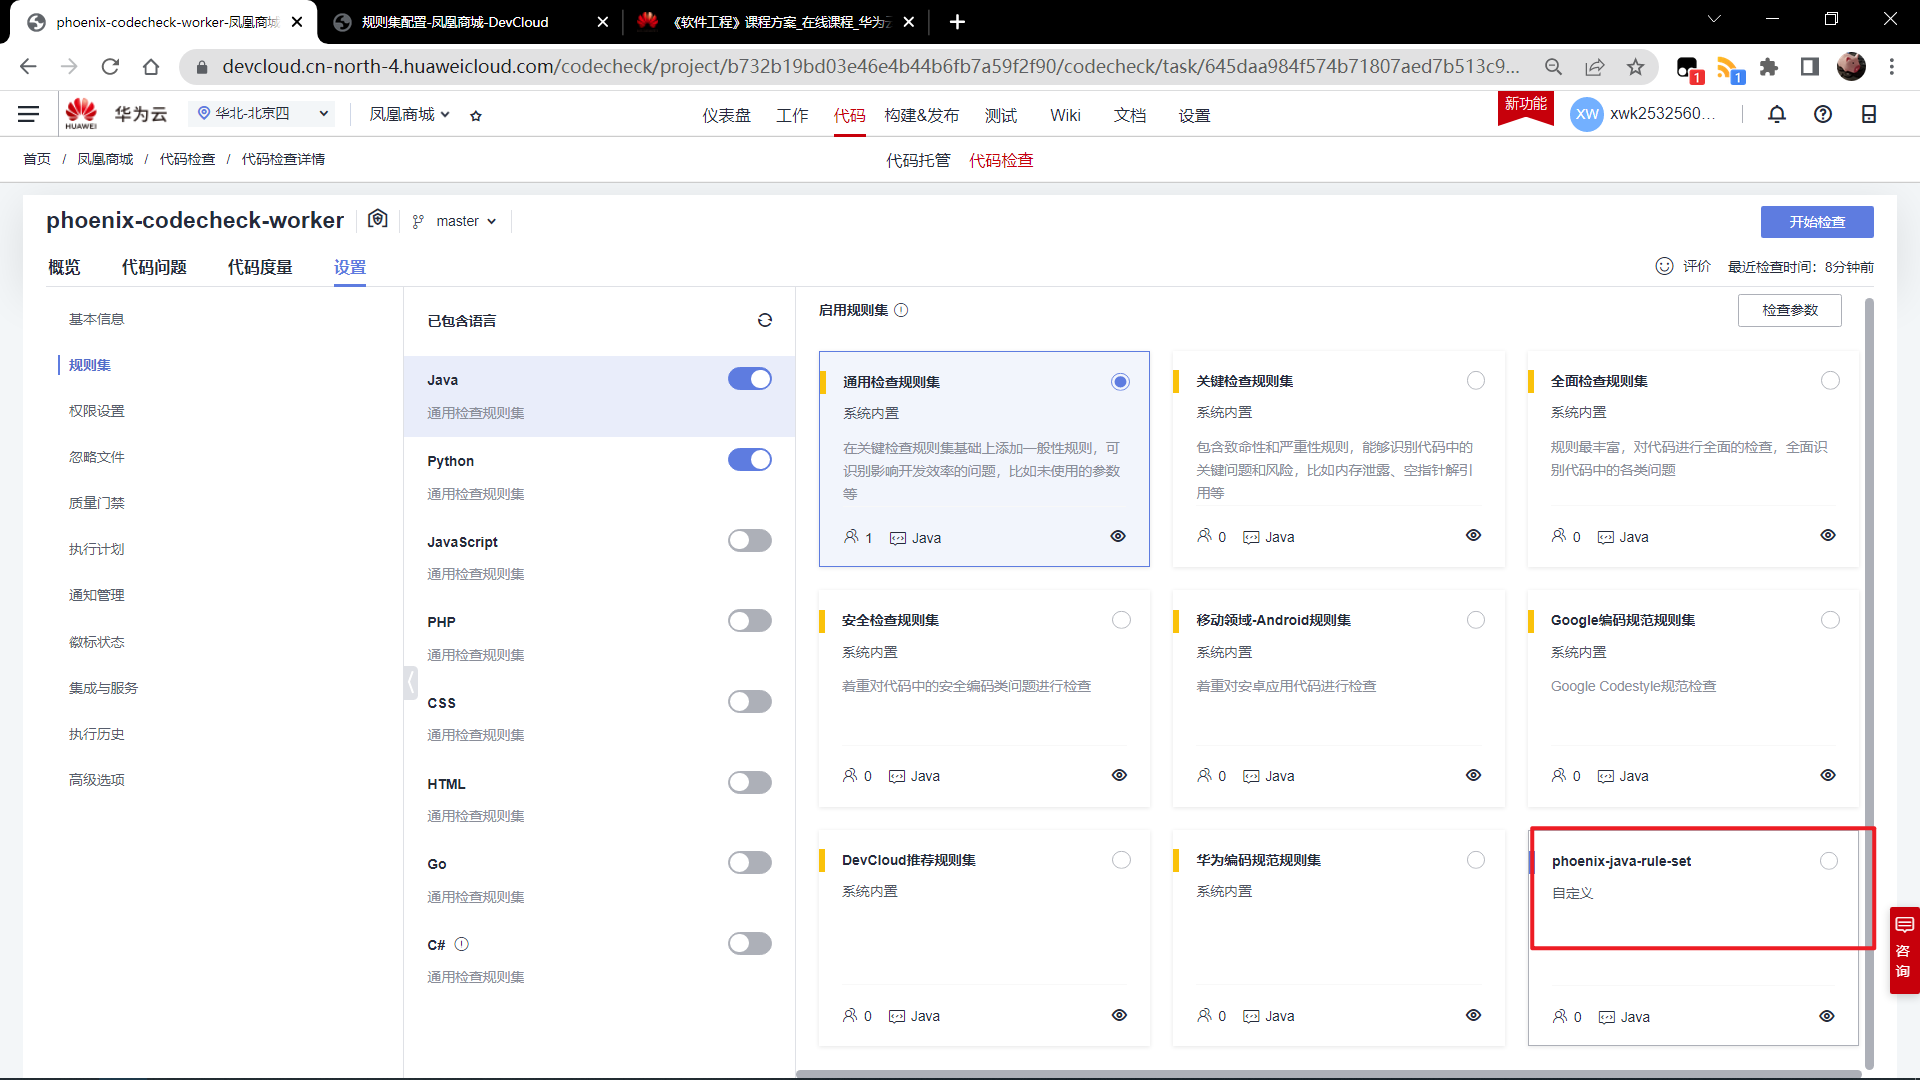 phoenix-codecheck-worker-凤凰商城
规则集配置-凤凰商城-DevCloud
《软件工程》课程方案_在线课程_华为云
devcloud.cn-north-4.huaweicloud.com/codecheck/project/b732b19bd03e46e4b44b6fb7a59f2f90/codecheck/task/645daa984f574b71807aed7b513c9...
1
1
HUAWEI
华为云
华北-北京四
凤凰商城
仪表盘
工作
代码
构建&发布
测试
Wiki
文档
设置
新功能
XW
xwk2532560...
首页 / 凤凰商城 / 代码检查 / 代码检查详情
代码托管
代码检查
phoenix-codecheck-worker
master
开始检查
概览
代码问题
代码度量
设置
评价
最近检查时间：8分钟前
基本信息
规则集
权限设置
忽略文件
质量门禁
执行计划
通知管理
徽标状态
集成与服务
执行历史
高级选项
已包含语言
Java
通用检查规则集
Python
通用检查规则集
JavaScript
通用检查规则集
PHP
通用检查规则集
CSS
通用检查规则集
HTML
通用检查规则集
Go
通用检查规则集
C#
通用检查规则集
启用规则集
检查参数
通用检查规则集
系统内置
在关键检查规则集基础上添加一般性规则，可
识别影响开发效率的问题，比如未使用的参数
等
1 Java
关键检查规则集
系统内置
包含致命性和严重性规则，能够识别代码中的
关键问题和风险，比如内存泄露、空指针解引
用等
0 Java
全面检查规则集
系统内置
规则最丰富，对代码进行全面的检查，全面识
别代码中的各类问题
0 Java
安全检查规则集
系统内置
着重对代码中的安全编码类问题进行检查
0 Java
移动领域-Android规则集
系统内置
着重对安卓应用代码进行检查
0 Java
Google编码规范规则集
系统内置
Google Codestyle规范检查
0 Java
DevCloud推荐规则集
系统内置
0 Java
华为编码规范规则集
系统内置
0 Java
phoenix-java-rule-set
自定义
0 Java
咨
询